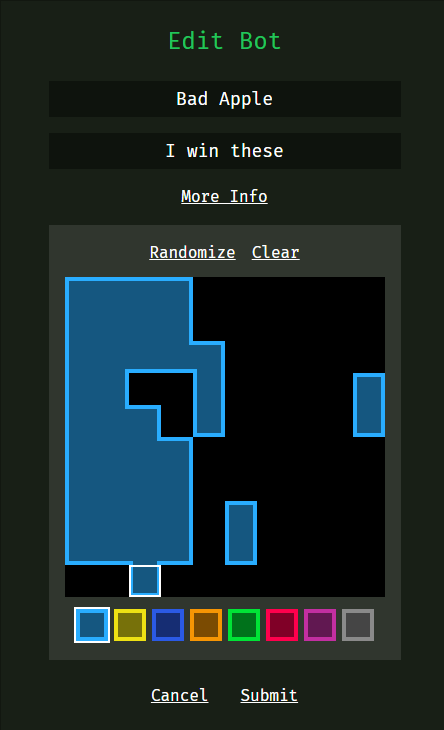 Edit Bot
Bad Apple
I win these
More Info
Randomize Clear
Cancel Submit